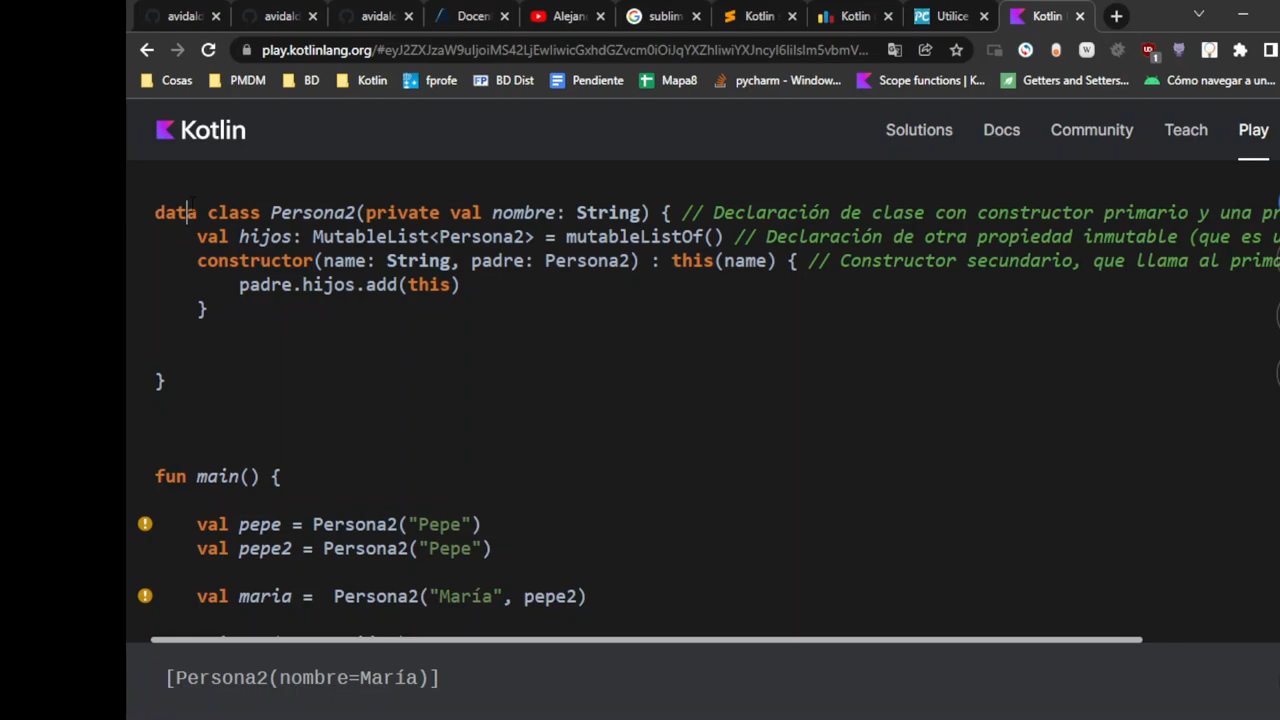 avidald
avidald
avidald
Docen
Alejan
sublim
Kotlin
Kotlin
Utilice
Kotlin
play.kotlinlang.org/#eyJ2ZXJzaW9uIjoiMS42LjEwIiwicGxhdGZvcm0iOiJqYXZhIiwiYXJncyI6IiIsIm5vbmV...
Cosas
PMDM
BD
Kotlin
fprofe
BD Dist
Pendiente
Mapa8
pycharm - Window...
Scope functions | K...
Getters and Setters...
Cómo navegar a un...
Kotlin
Solutions
Docs
Community
Teach
Play
data class Persona2(private val nombre: String) { // Declaración de clase con constructor primario y una pr
val hijos: MutableList<Persona2> = mutableListOf() // Declaración de otra propiedad inmutable (que es u
constructor(name: String, padre: Persona2) : this(name) { // Constructor secundario, que llama al prima
padre.hijos.add(this)
}
}
fun main() {
val pepe = Persona2("Pepe")
val pepe2 = Persona2("Pepe")
val maria = Persona2("María", pepe2)
[Persona2(nombre=María)]